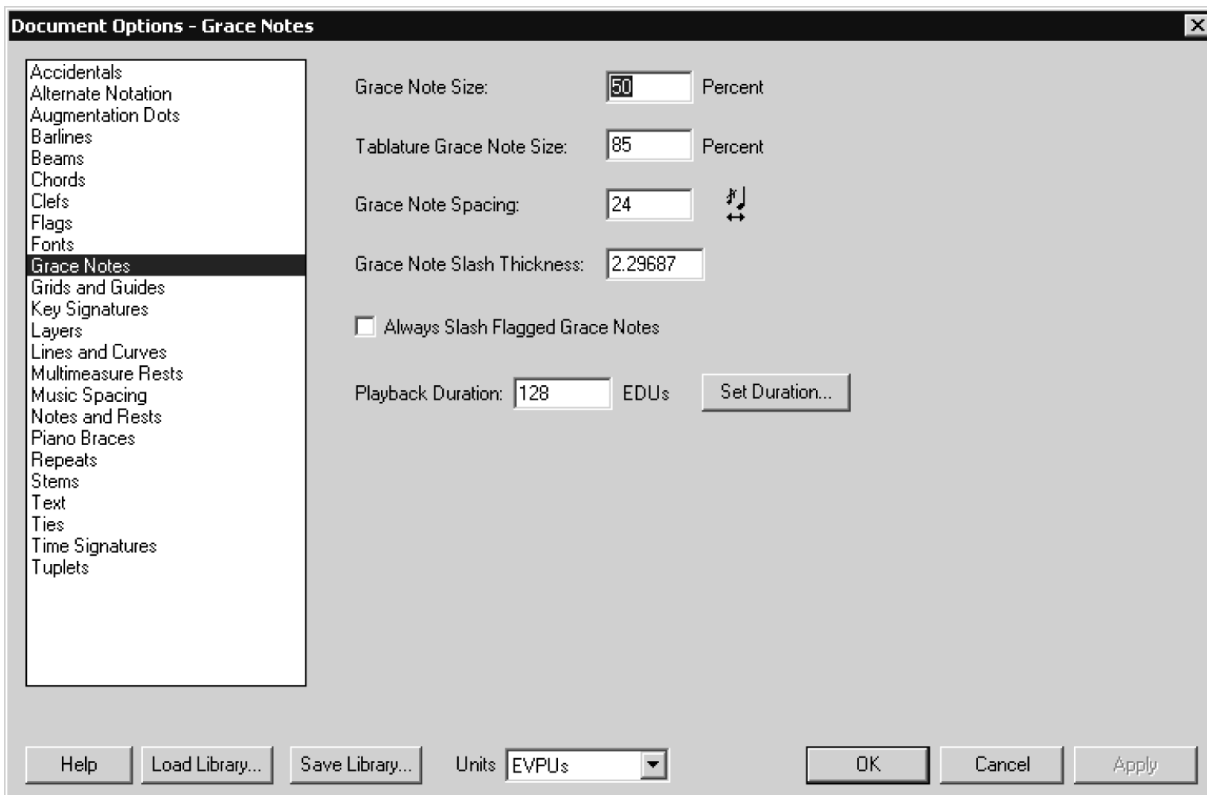 Document Options - Grace Notes
Accidentals
Alternate Notation
Augmentation Dots
Barlines
Beams
Chords
Clefs
Flags
Fonts
Grace Notes
Grids and Guides
Key Signatures
Layers
Lines and Curves
Multimeasure Rests
Music Spacing
Notes and Rests
Piano Braces
Repeats
Stems
Text
Ties
Time Signatures
Tuplets
Grace Note Size: 50 Percent
Tablature Grace Note Size: 85 Percent
Grace Note Spacing: 24
Grace Note Slash Thickness: 2.29687
Always Slash Flagged Grace Notes
Playback Duration: 128 EDUs Set Duration...
Help Load Library... Save Library... Units EVPUs OK Cancel Apply